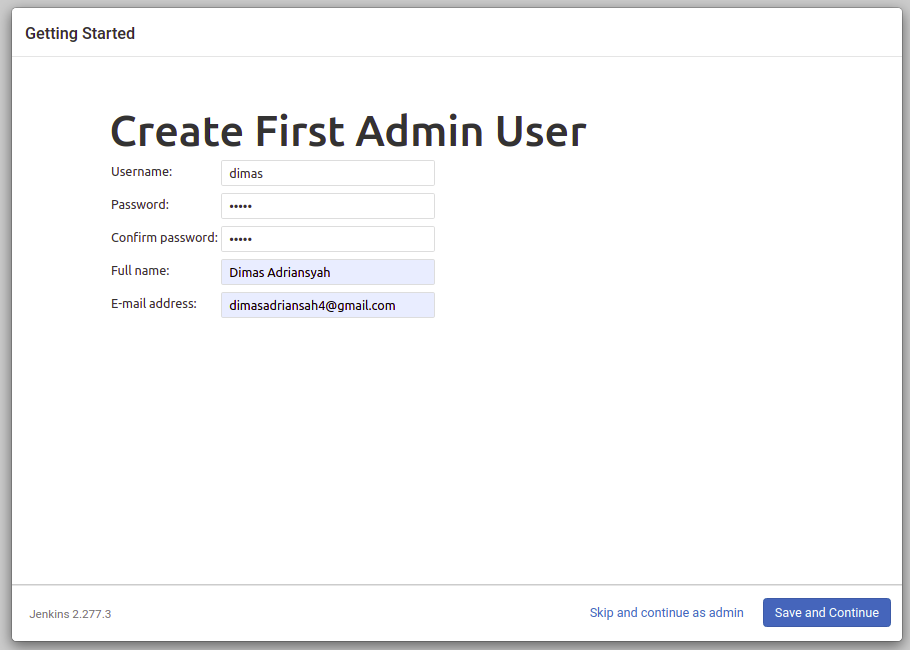 Getting Started
Create First Admin User
Username: dimas
Password: •••••
Confirm password: •••••
Full name: Dimas Adriansyah
E-mail address: dimasadriansah4@gmail.com
Jenkins 2.277.3 Skip and continue as admin Save and Continue